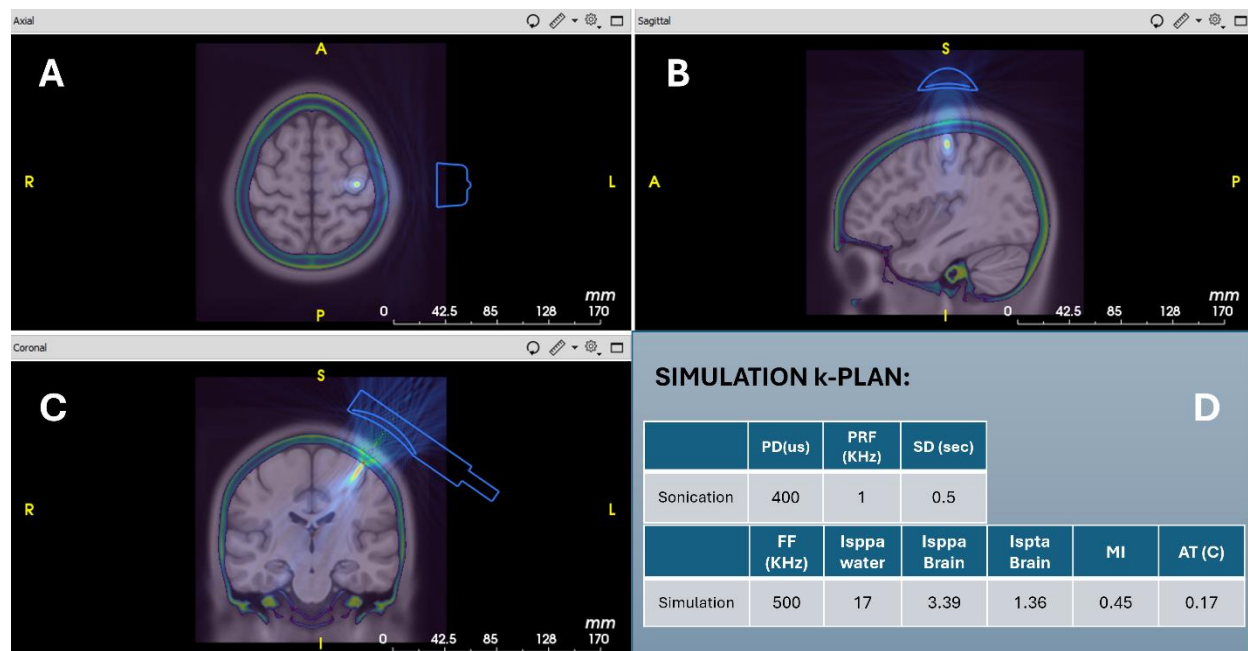 Axial
A
A
R
L
P
mm
0 42.5 85 128 170
Sagittal
B
S
A
P
I
mm
0 42.5 85 128 170
Coronal
C
S
R
L
I
mm
0 42.5 85 128 170
SIMULATION k-PLAN:
D
PD(us) PRF (KHz) SD (sec)
Sonication 400 1 0.5
FF (KHz) Isppa water Isppa Brain Ispta Brain MI AT (C)
Simulation 500 17 3.39 1.36 0.45 0.17